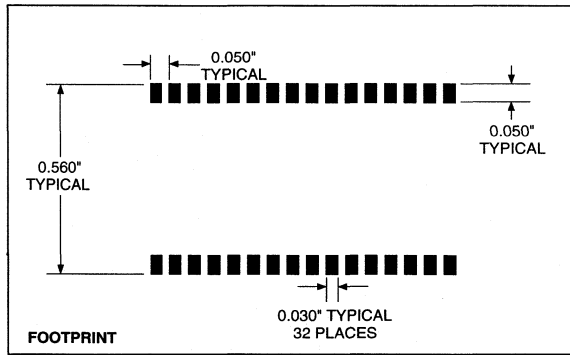 0.050"
TYPICAL
0.050"
TYPICAL
0.560"
TYPICAL
0.030" TYPICAL
32 PLACES
FOOTPRINT